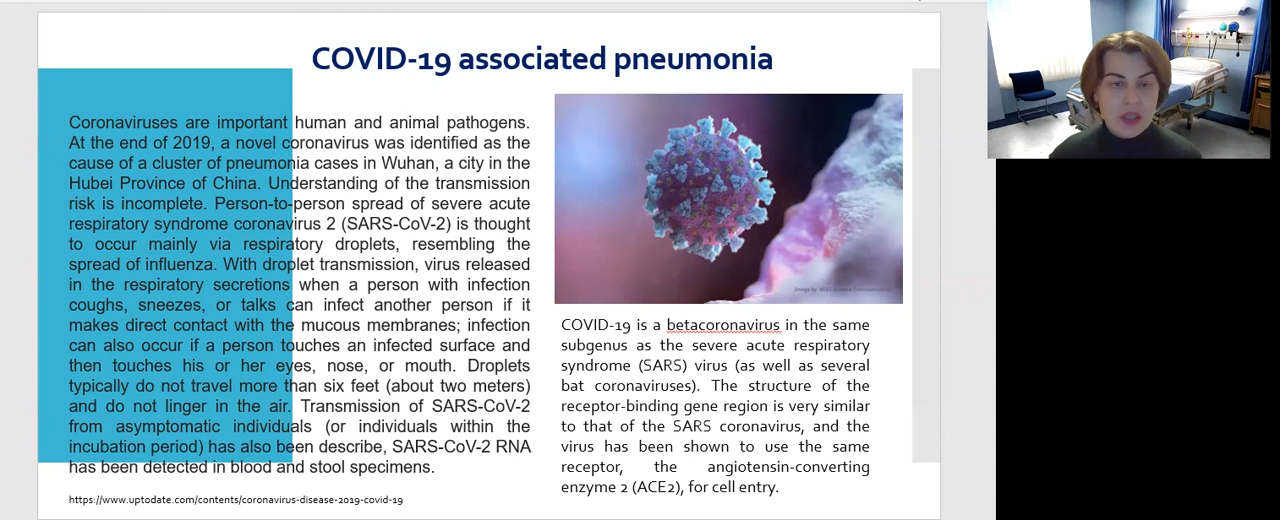 COVID-19 associated pneumonia
Coronaviruses are important human and animal pathogens.
At the end of 2019, a novel coronavirus was identified as the
cause of a cluster of pneumonia cases in Wuhan, a city in the
Hubei Province of China. Understanding of the transmission
risk is incomplete. Person-to-person spread of severe acute
respiratory syndrome coronavirus 2 (SARS-CoV-2) is thought
to occur mainly via respiratory droplets, resembling the
spread of influenza. With droplet transmission, virus released
in the respiratory secretions when a person with infection
coughs, sneezes, or talks can infect another person if it
makes direct contact with the mucous membranes; infection
can also occur if a person touches an infected surface and
then touches his or her eyes, nose, or mouth. Droplets
typically do not travel more than six feet (about two meters)
and do not linger in the air. Transmission of SARS-CoV-2
from asymptomatic individuals (or individuals within the
incubation period) has also been describe, SARS-CoV-2 RNA
has been detected in blood and stool specimens.
https://www.uptodate.com/contents/coronavirus-disease-2019-covid-19
COVID-19 is a betacoronavirus in the same
subgenus as the severe acute respiratory
syndrome (SARS) virus (as well as several
bat coronaviruses). The structure of the
receptor-binding gene region is very similar
to that of the SARS coronavirus, and the
virus has been shown to use the same
receptor, the angiotensin-converting
enzyme 2 (ACE2), for cell entry.